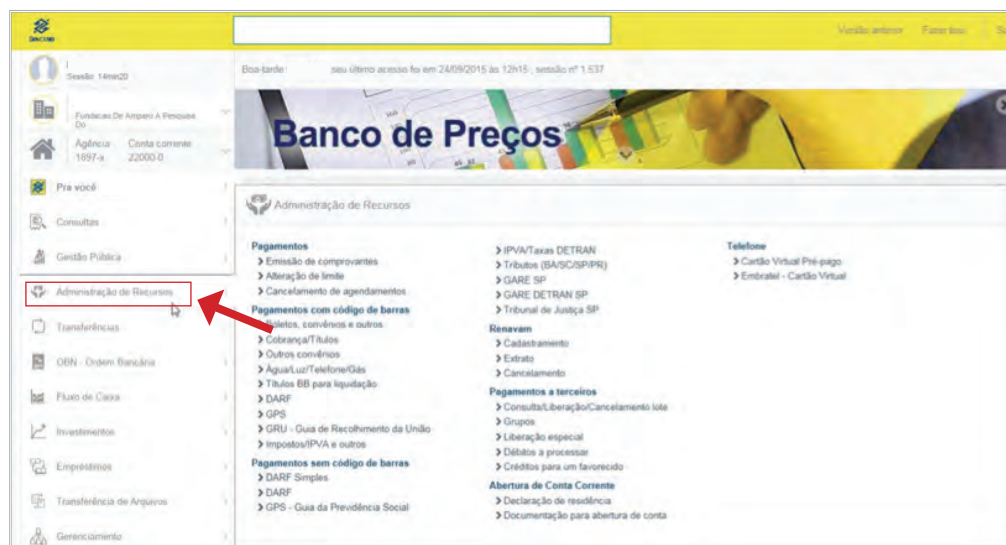 Versão anterior Fazer tour
Sessão: 14min20
Boa-tarde seu último acesso foi em 24/09/2015 às 12h15 , sessão nº 1.537
Fundacao De Amparo A Pesquisa
Do
Agência Conta corrente
1897-x 22000-0
Banco de Preços
Pra você
Consultas
Gestão Pública
Administração de Recursos
Transferências
OBN - Ordem Bancária
Fluxo de Caixa
Investimentos
Empréstimos
Transferência de Arquivos
Gerenciamento
Administração de Recursos
Pagamentos
Emissão de comprovantes
Alteração de limite
Cancelamento de agendamentos
Pagamentos com código de barras
Boletos, convênios e outros
Cobrança/Títulos
Outros convênios
Água/Luz/Telefone/Gás
Títulos BB para liquidação
DARF
GPS
GRU - Guia de Recolhimento da União
Impostos/IPVA e outros
Pagamentos sem código de barras
DARF Simples
DARF
GPS - Guia da Previdência Social
IPVA/Taxas DETRAN
Tributos (BA/SC/SP/PR)
GARE SP
GARE DETRAN SP
Tribunal de Justiça SP
Renavam
Cadastramento
Extrato
Cancelamento
Pagamentos a terceiros
Consulta/Liberação/Cancelamento lote
Grupos
Liberação especial
Débitos a processar
Créditos para um favorecido
Abertura de Conta Corrente
Declaração de residência
Documentação para abertura de conta
Telefone
Cartão Virtual Pré-pago
Embratel - Cartão Virtual